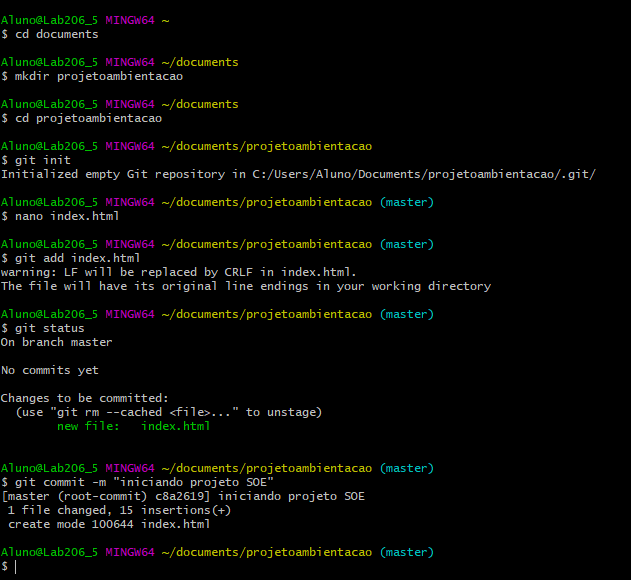 Aluno@Lab206_5 MINGW64 ~
$ cd documents
Aluno@Lab206_5 MINGW64 ~/documents
$ mkdir projetoambientacao
Aluno@Lab206_5 MINGW64 ~/documents
$ cd projetoambientacao
Aluno@Lab206_5 MINGW64 ~/documents/projetoambientacao
$ git init
Initialized empty Git repository in C:/Users/Aluno/Documents/projetoambientacao/.git/
Aluno@Lab206_5 MINGW64 ~/documents/projetoambientacao (master)
$ nano index.html
Aluno@Lab206_5 MINGW64 ~/documents/projetoambientacao (master)
$ git add index.html
warning: LF will be replaced by CRLF in index.html.
The file will have its original line endings in your working directory
Aluno@Lab206_5 MINGW64 ~/documents/projetoambientacao (master)
$ git status
On branch master
No commits yet
Changes to be committed:
  (use "git rm --cached <file>..." to unstage)
        new file:   index.html
Aluno@Lab206_5 MINGW64 ~/documents/projetoambientacao (master)
$ git commit -m "iniciando projeto SOE"
[master (root-commit) c8a2619] iniciando projeto SOE
 1 file changed, 15 insertions(+)
 create mode 100644 index.html
Aluno@Lab206_5 MINGW64 ~/documents/projetoambientacao (master)
$